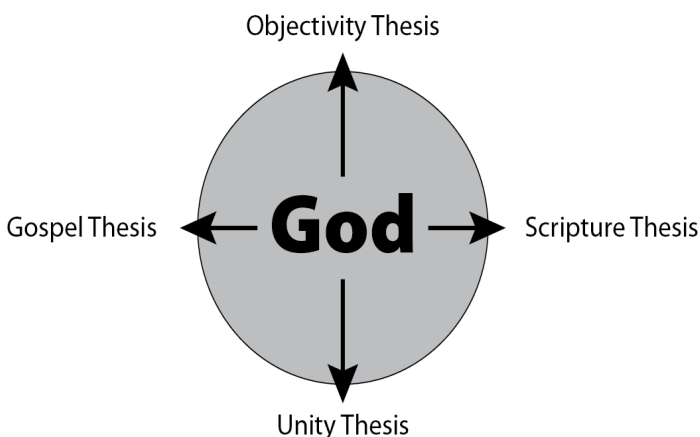 Objectivity Thesis
Gospel Thesis
God
Scripture Thesis
Unity Thesis